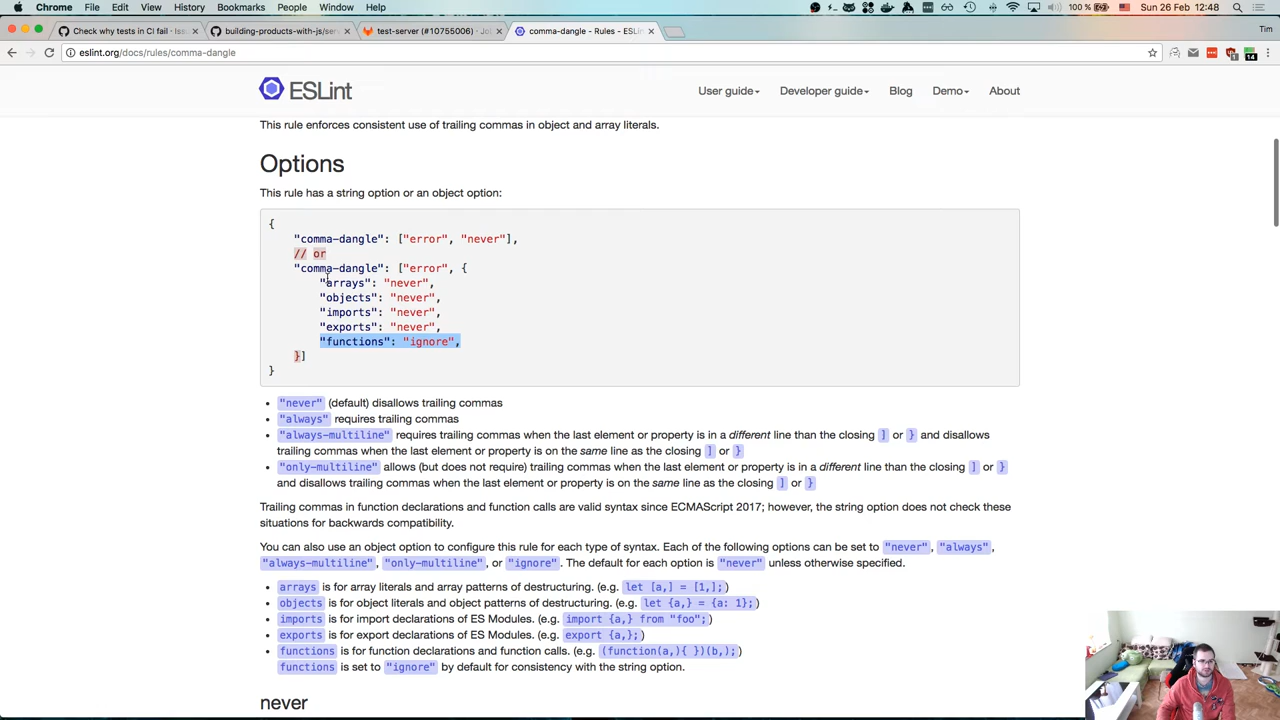 Chrome File Edit View History Bookmarks People Window Help
100 % Sun 26 Feb 12:48
Check why tests in CI fail · Issu
building-products-with-js/ser
test-server (#10755006) · Jo
comma-dangle - Rules - ESLin
Tim
eslint.org/docs/rules/comma-dangle
ESLint
User guide
Developer guide
Blog
Demo
About
This rule enforces consistent use of trailing commas in object and array literals.
Options
This rule has a string option or an object option:
{
"comma-dangle": ["error", "never"],
// or
"comma-dangle": ["error", {
"arrays": "never",
"objects": "never",
"imports": "never",
"exports": "never",
"functions": "ignore",
}]
}
"never" (default) disallows trailing commas
"always" requires trailing commas
"always-multiline" requires trailing commas when the last element or property is in a different line than the closing ] or } and disallows
trailing commas when the last element or property is on the same line as the closing ] or }
"only-multiline" allows (but does not require) trailing commas when the last element or property is in a different line than the closing ] or }
and disallows trailing commas when the last element or property is on the same line as the closing ] or }
Trailing commas in function declarations and function calls are valid syntax since ECMAScript 2017; however, the string option does not check these
situations for backwards compatibility.
You can also use an object option to configure this rule for each type of syntax. Each of the following options can be set to "never", "always",
"always-multiline", "only-multiline", or "ignore". The default for each option is "never" unless otherwise specified.
arrays is for array literals and array patterns of destructuring. (e.g. let [a,] = [1,];)
objects is for object literals and object patterns of destructuring. (e.g. let {a,} = {a: 1};)
imports is for import declarations of ES Modules. (e.g. import {a,} from "foo";)
exports is for export declarations of ES Modules. (e.g. export {a,};)
functions is for function declarations and function calls. (e.g. (function(a,){ })(b,);)
functions is set to "ignore" by default for consistency with the string option.
never